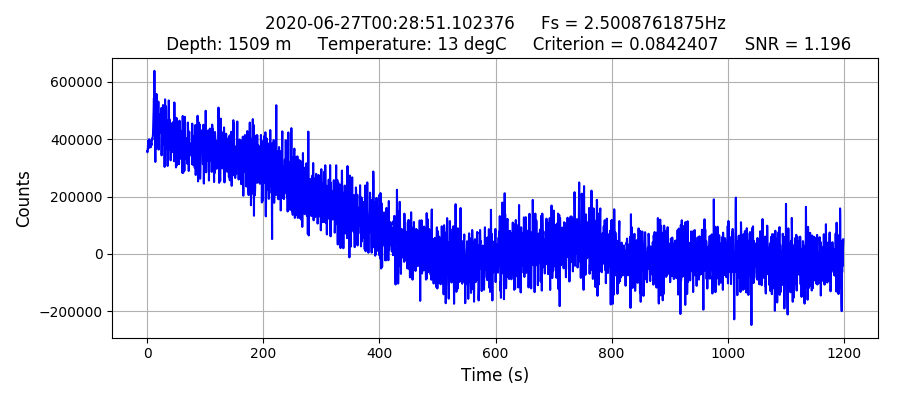 2020-06-27T00:28:51.102376 Fs = 2.5008761875Hz
Depth: 1509 m Temperature: 13 degC Criterion = 0.0842407 SNR = 1.196
600000
400000
200000
0
−200000
Counts
0 200 400 600 800 1000 1200
Time (s)